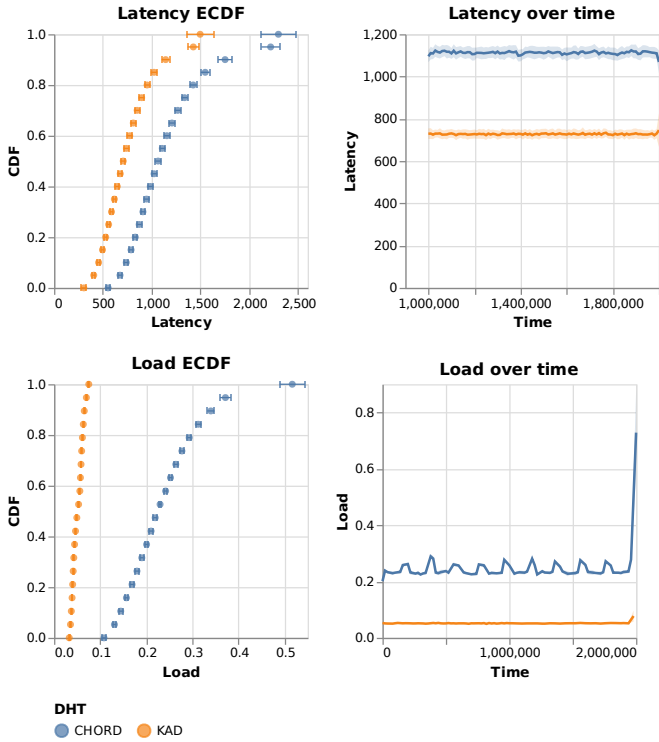 Latency ECDF
1.0
0.8
0.6
0.4
0.2
0.0
CDF
0 500 1,000 1,500 2,000 2,500
Latency
Latency over time
1,200
1,000
800
600
400
200
0
Latency
1,000,000 1,400,000 1,800,000
Time
Load ECDF
1.0
0.8
0.6
0.4
0.2
0.0
CDF
0.0 0.1 0.2 0.3 0.4 0.5
Load
Load over time
0.8
0.6
0.4
0.2
0.0
Load
0 1,000,000 2,000,000
Time
DHT
CHORD KAD